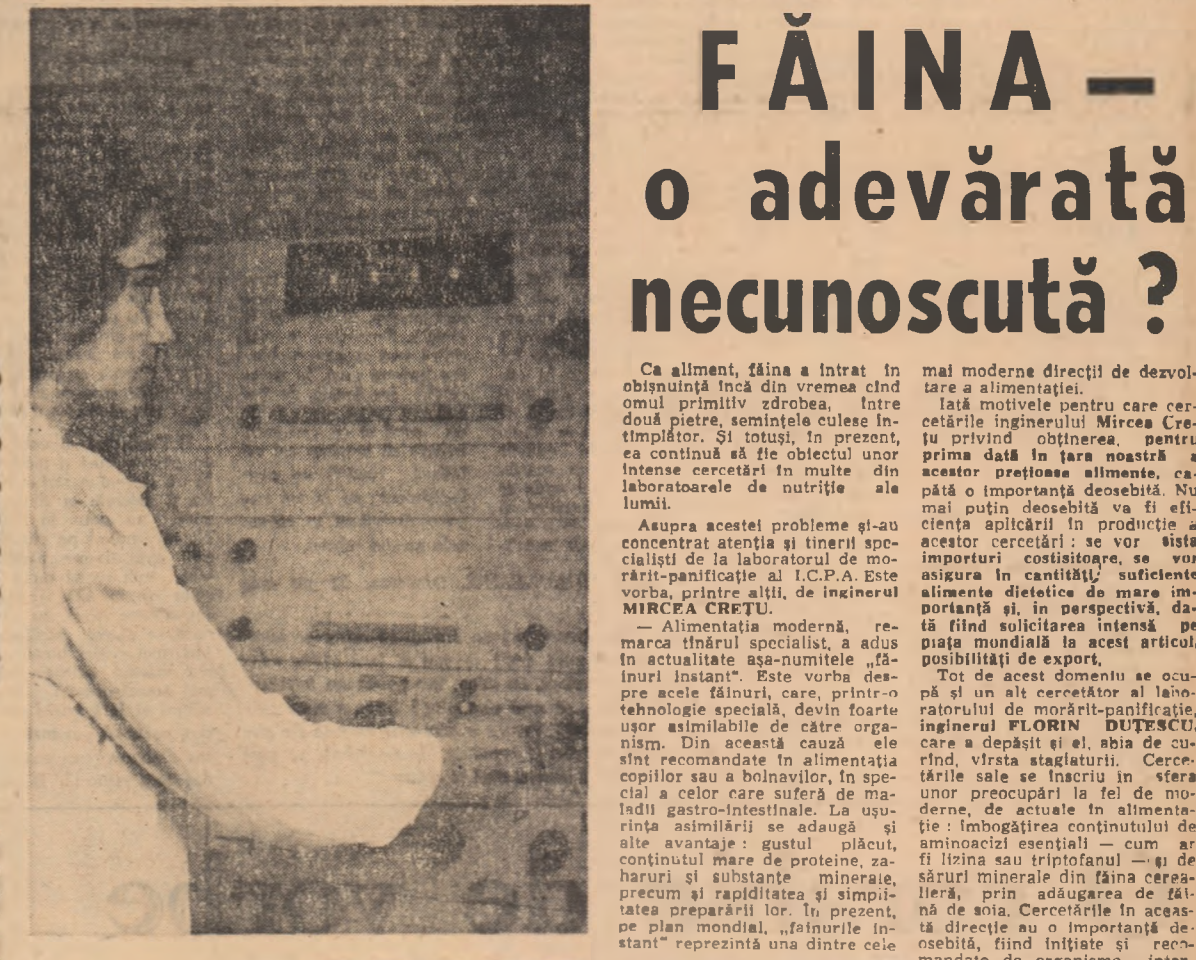 FĂINA —
o adevărată
necunoscută ?
Ca aliment, făina a intrat în
obișnuință încă din vremea cînd
omul primitiv zdrobea, între
două pietre, semințele culese în-
tîmplător. Și totuși, în prezent,
ea continuă să fie obiectul unor
intense cercetări în multe din
laboratoarele de nutriție ale
lumii.
Asupra acestei probleme și-au
concentrat atenția și tinerii spe-
cialiști de la laboratorul de mo-
rărit-panificație al I.C.P.A. Este
vorba, printre alții, de inginerul
MIRCEA CREȚU.
— Alimentația modernă, re-
marca tînărul specialist, a adus
în actualitate așa-numitele „fă-
inuri instant". Este vorba des-
pre acele făinuri, care, printr-o
tehnologie specială, devin foarte
ușor asimilabile de către orga-
nism. Din această cauză ele
sînt recomandate în alimentația
copiilor sau a bolnavilor, în spe-
cial a celor care suferă de ma-
ladii gastro-intestinale. La ușu-
rința asimilării se adaugă și
alte avantaje : gustul plăcut,
conținutul mare de proteine, za-
haruri și substanțe minerale,
precum și rapiditatea și simpli-
tatea preparării lor. În prezent,
pe plan mondial, „făinurile in-
stant" reprezintă una dintre cele
mai moderne direcții de dezvol-
tare a alimentației.
Iată motivele pentru care cer-
cetările inginerului Mircea Cre-
țu privind obținerea, pentru
prima dată în țara noastră a
acestor prețioase alimente, ca-
pătă o importanță deosebită. Nu
mai puțin deosebită va fi efi-
ciența aplicării în producție a
acestor cercetări : se vor sista
importuri costisitoare, se vor
asigura în cantități suficiente
alimente dietetice de mare im-
portanță și, în perspectivă, da-
tă fiind solicitarea intensă pe
piața mondială la acest articol,
posibilități de export.
Tot de acest domeniu se ocu-
pă și un alt cercetător al labo-
ratorului de morărit-panificație,
inginerul FLORIN DUȚESCU,
care a depășit și el, abia de cu-
rînd, vîrsta stagiaturii. Cerce-
tările sale se înscriu în sfera
unor preocupări la fel de mo-
derne, de actuale în alimenta-
ție : îmbogățirea conținutului de
aminoacizi esențiali — cum ar
fi lizina sau triptofanul — și de
săruri minerale din făina cerea-
lieră, prin adăugarea de făi-
nă de soia. Cercetările în aceas-
tă direcție au o importanță de-
osebită, fiind inițiate și reco-